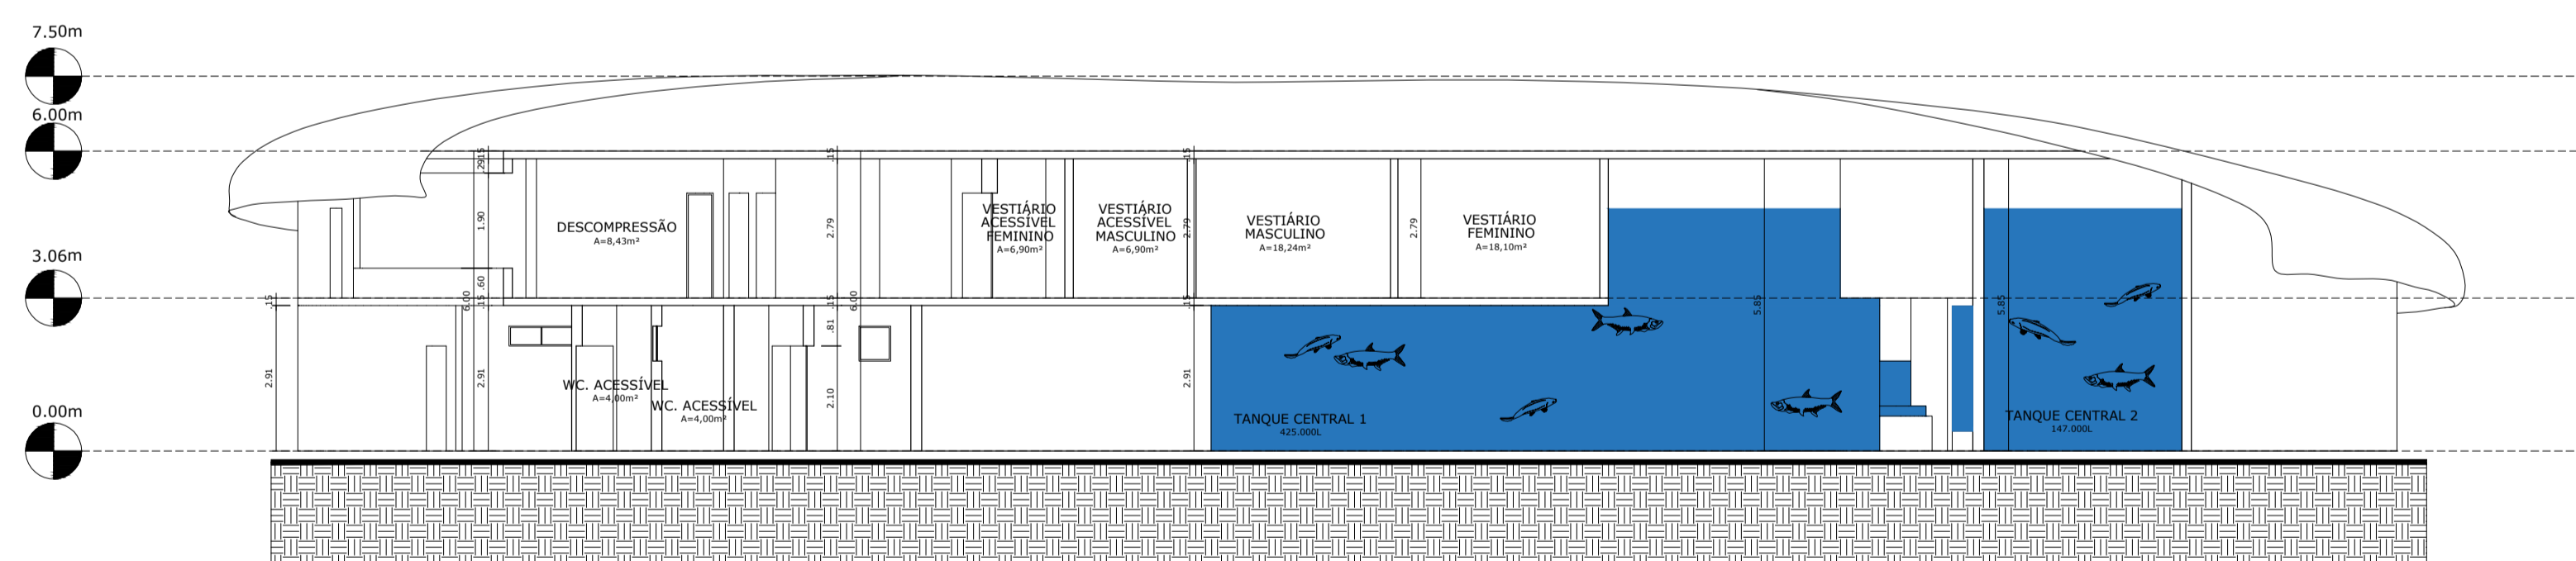 7.50m
6.00m
3.06m
0.00m
.15
.29
1.90
.60
.15
6.00
2.91
.15
2.91
DESCOMPRESSÃO
A=8,43m²
WC. ACESSÍVEL
A=4,00m²
WC. ACESSÍVEL
A=4,00m²
.15
2.79
.15
.81
2.10
6.00
VESTIÁRIO
ACESSÍVEL
FEMININO
A=6,90m²
VESTIÁRIO
ACESSÍVEL
MASCULINO
A=6,90m²
.15
2.79
.15
2.91
VESTIÁRIO
MASCULINO
A=18,24m²
2.79
VESTIÁRIO
FEMININO
A=18,10m²
TANQUE CENTRAL 1
425.000L
5.85
5.85
TANQUE CENTRAL 2
147.000L